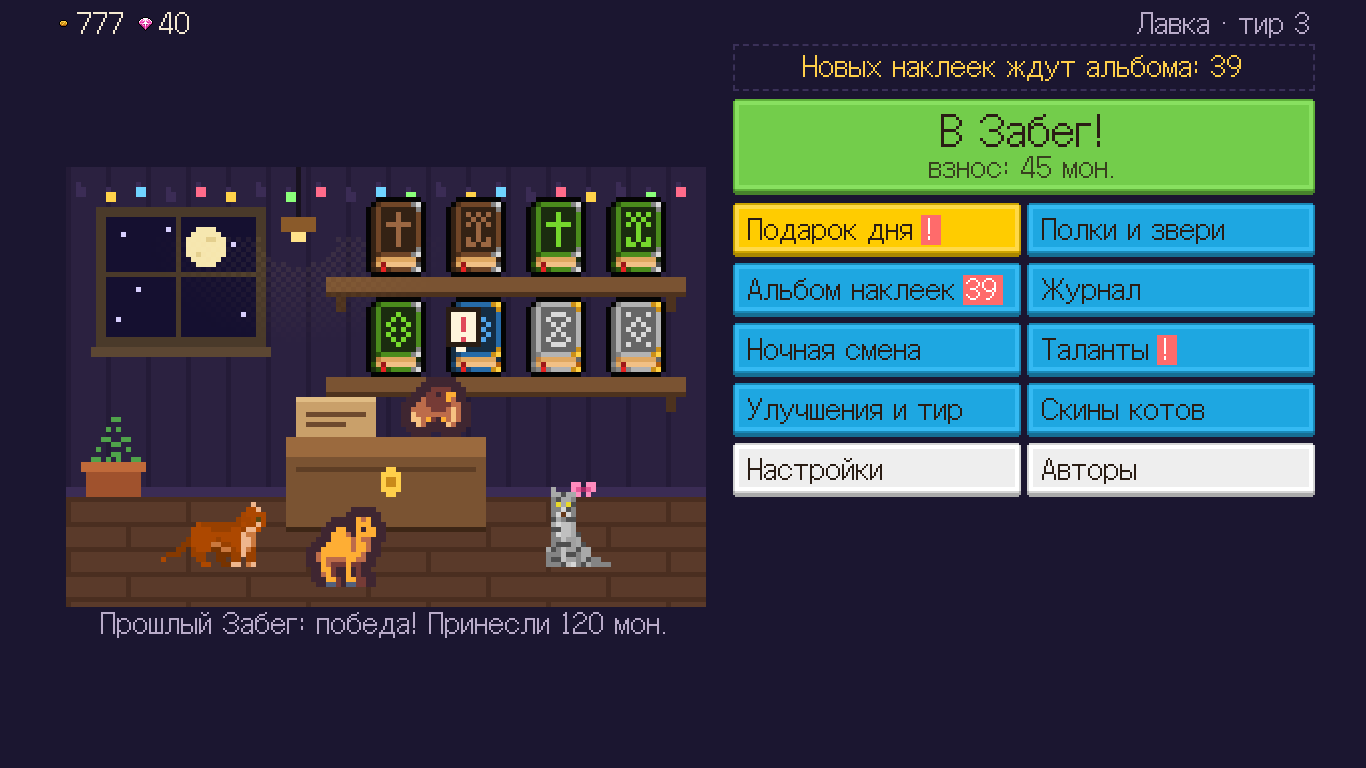 777 40
Лавка · тир 3
Новых наклеек ждут альбома: 39
В Забег!
взнос: 45 мон.
Подарок дня !
Полки и звери
Альбом наклеек 39
Журнал
Ночная смена
Таланты !
Улучшения и тир
Скины котов
Настройки
Авторы
!
Прошлый Забег: победа! Принесли 120 мон.